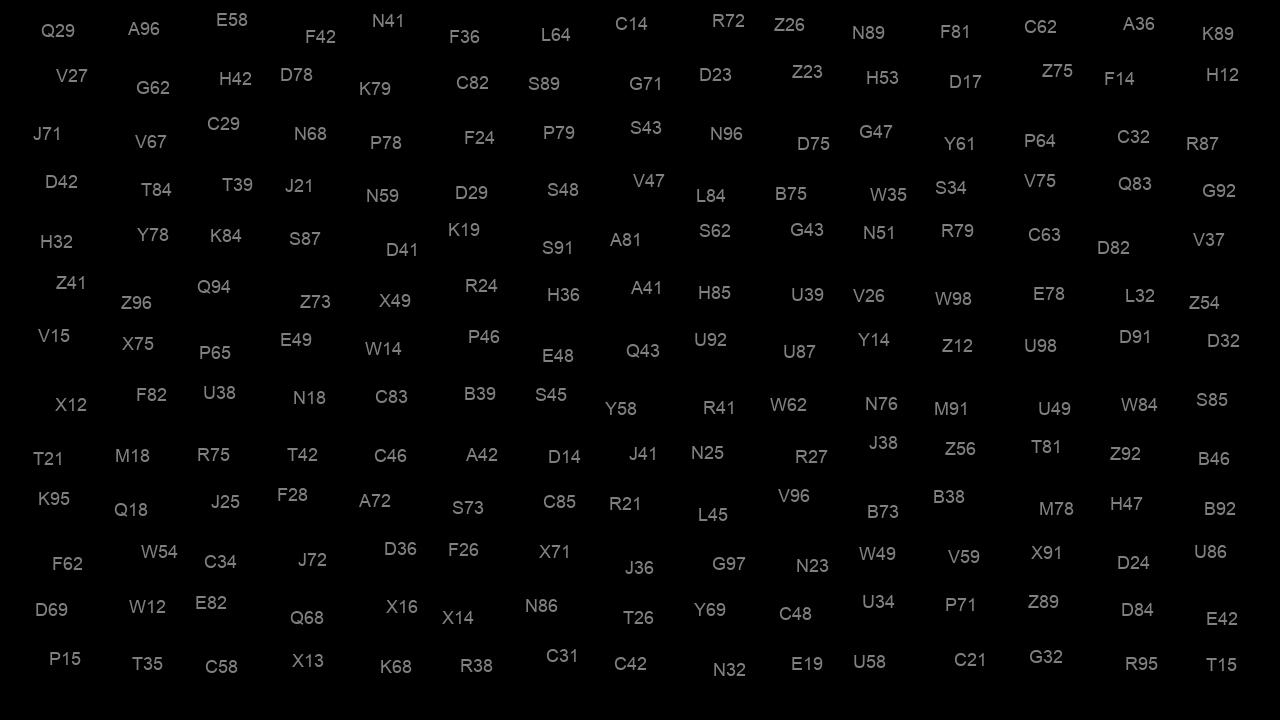 Q29 A96 E58 F42 N41 F36 L64 C14 R72 Z26 N89 F81 C62 A36 K89
V27 G62 H42 D78 K79 C82 S89 G71 D23 Z23 H53 D17 Z75 F14 H12
J71 V67 C29 N68 P78 F24 P79 S43 N96 D75 G47 Y61 P64 C32 R87
D42 T84 T39 J21 N59 D29 S48 V47 L84 B75 W35 S34 V75 Q83 G92
H32 Y78 K84 S87 D41 K19 S91 A81 S62 G43 N51 R79 C63 D82 V37
Z41 Z96 Q94 Z73 X49 R24 H36 A41 H85 U39 V26 W98 E78 L32 Z54
V15 X75 P65 E49 W14 P46 E48 Q43 U92 U87 Y14 Z12 U98 D91 D32
X12 F82 U38 N18 C83 B39 S45 Y58 R41 W62 N76 M91 U49 W84 S85
T21 M18 R75 T42 C46 A42 D14 J41 N25 R27 J38 Z56 T81 Z92 B46
K95 Q18 J25 F28 A72 S73 C85 R21 L45 V96 B73 B38 M78 H47 B92
F62 W54 C34 J72 D36 F26 X71 J36 G97 N23 W49 V59 X91 D24 U86
D69 W12 E82 Q68 X16 X14 N86 T26 Y69 C48 U34 P71 Z89 D84 E42
P15 T35 C58 X13 K68 R38 C31 C42 N32 E19 U58 C21 G32 R95 T15